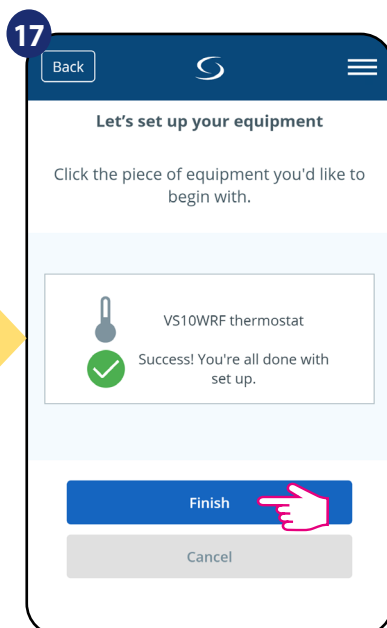 17
Back
Let's set up your equipment
Click the piece of equipment you'd like to
begin with.
VS10WRF thermostat
Success! You're all done with
set up.
Finish
Cancel